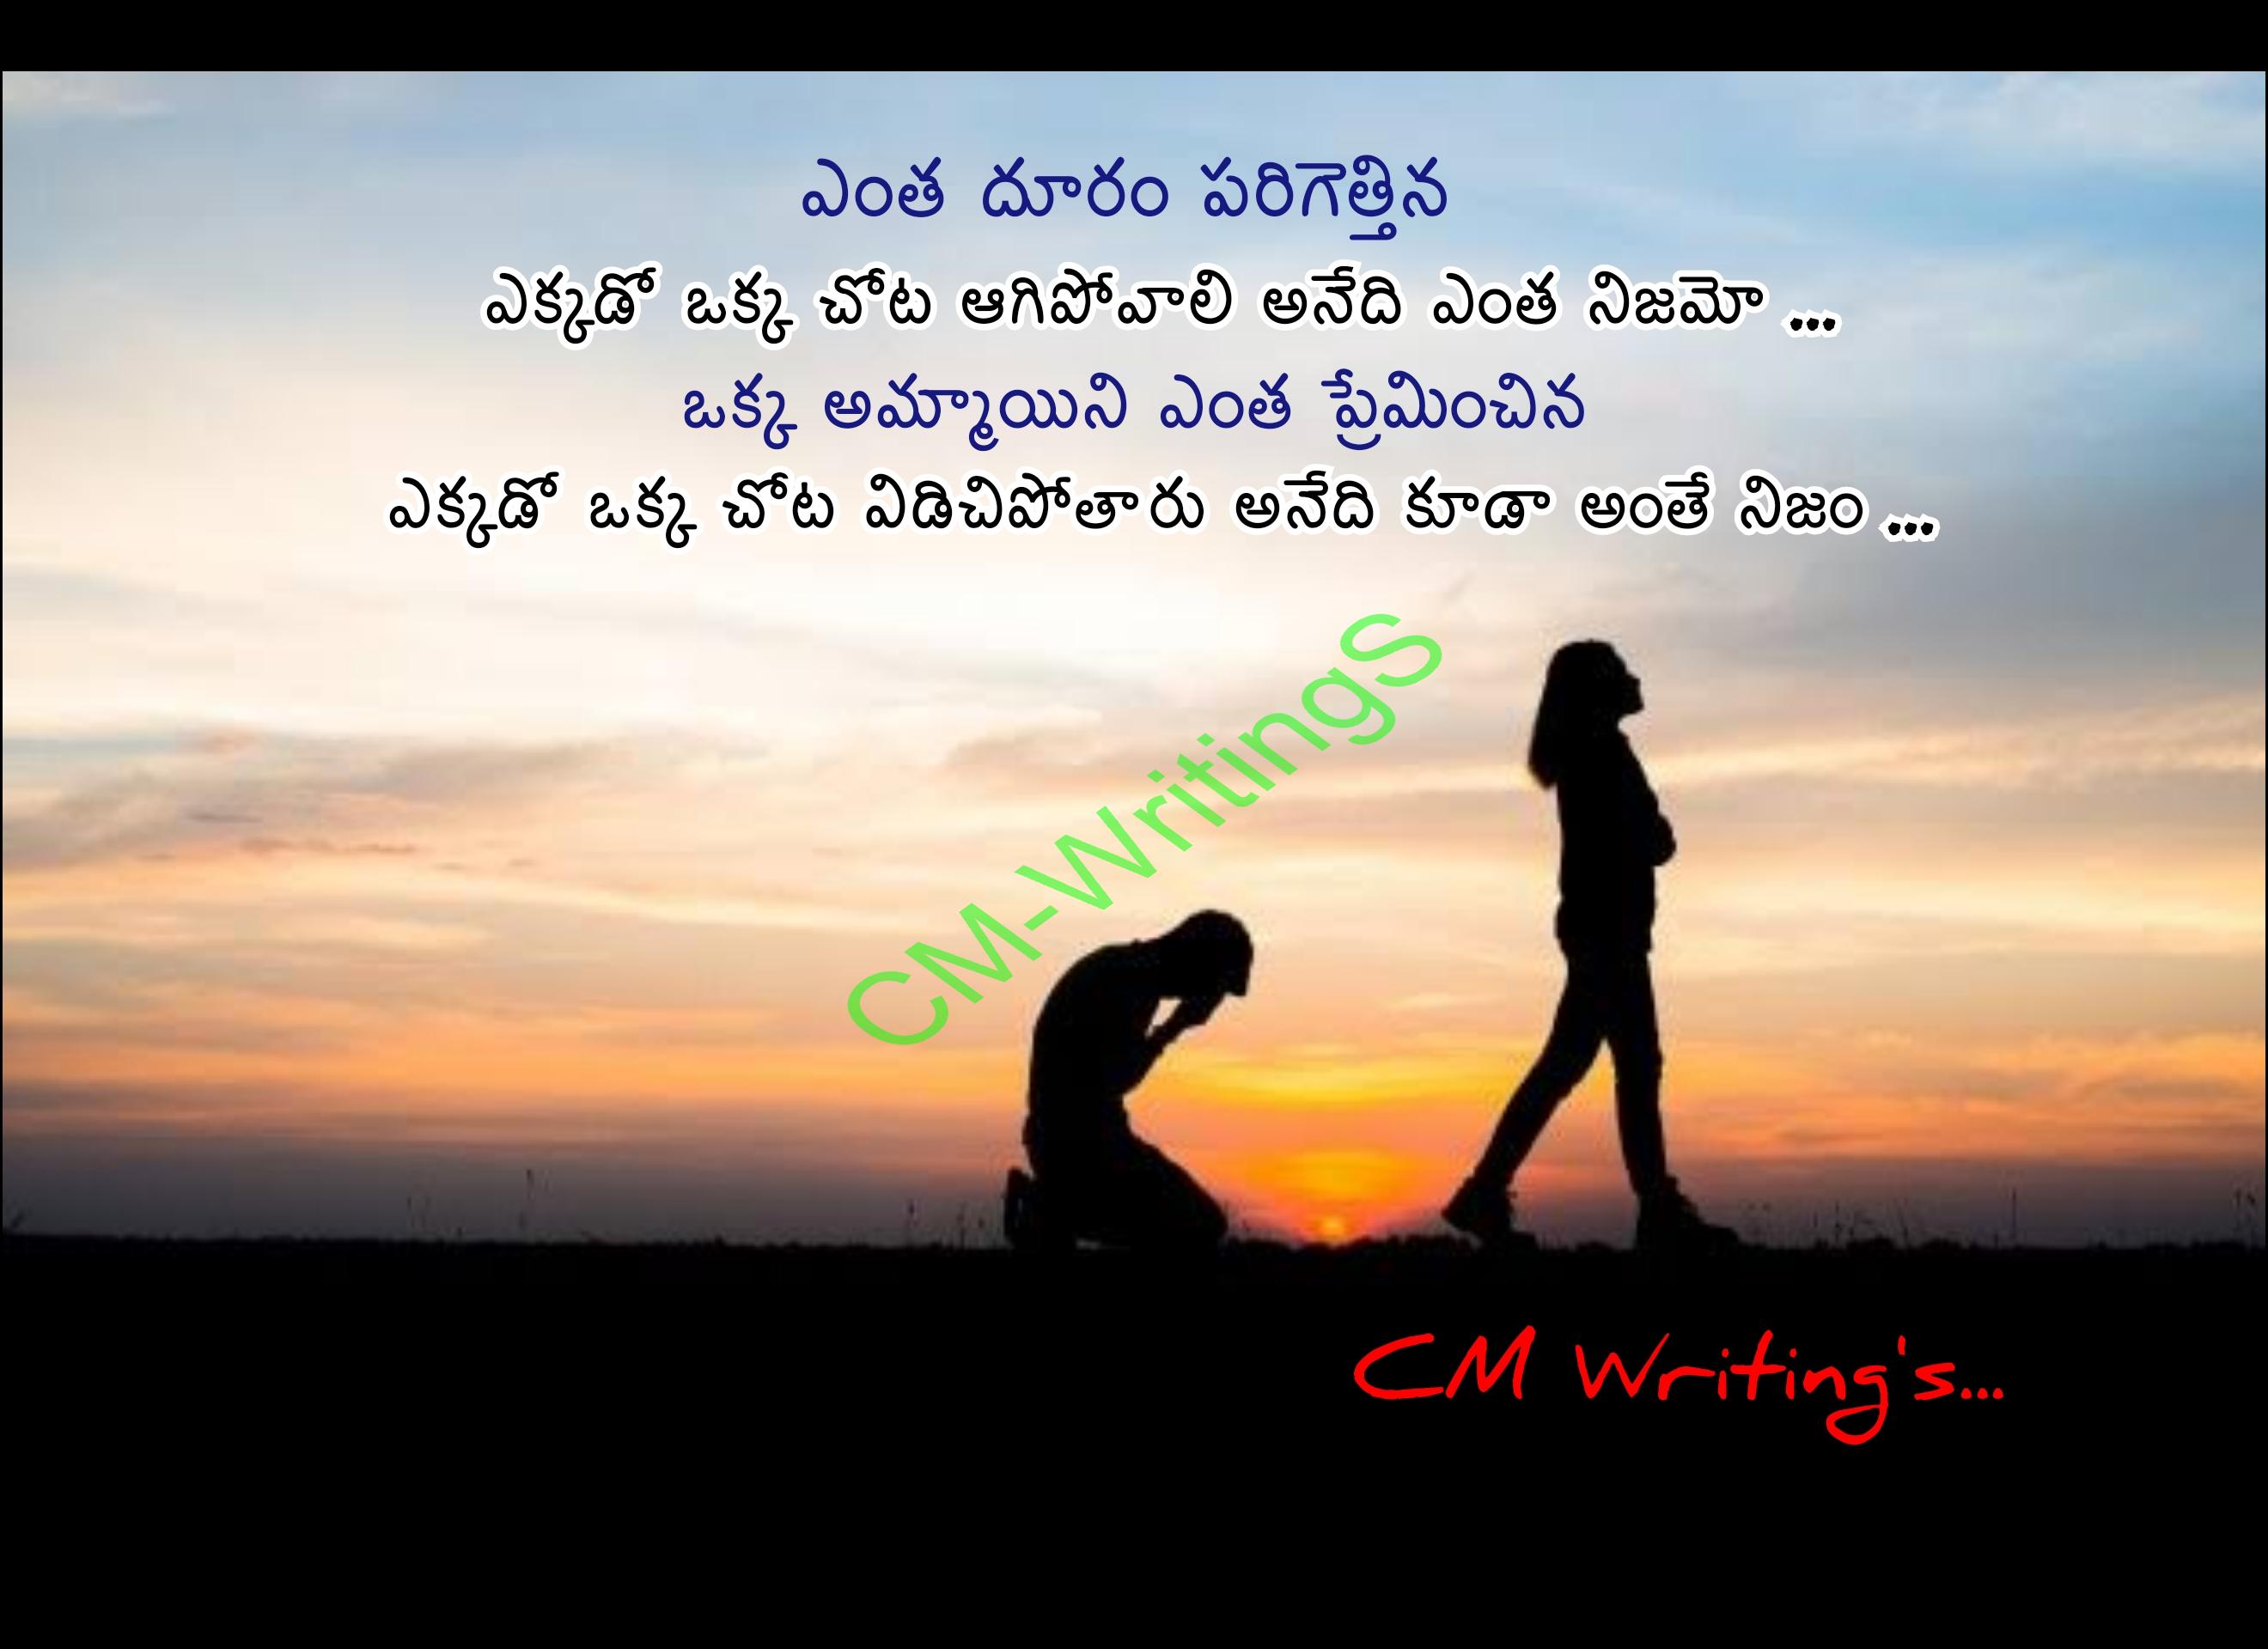 ఎంత దూరం పరిగెత్తిన
ఎక్కడో ఒక్క చోట ఆగిపోవాలి అనేది ఎంత నిజమో ...
ఒక్క అమ్మాయిని ఎంత ప్రేమించిన
ఎక్కడో ఒక్క చోట విడిచిపోతారు అనేది కూడా అంతే నిజం ...
CM-WritingS
CM Writing's...